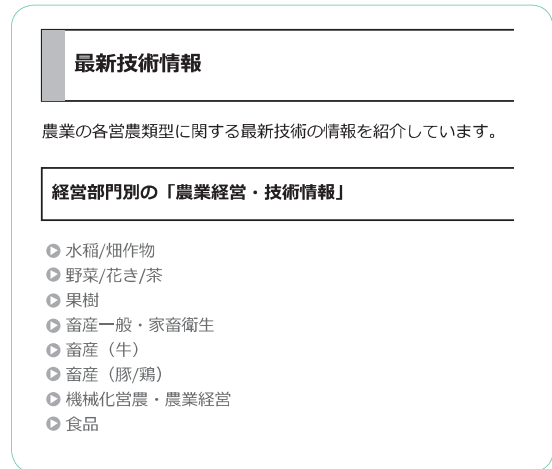 最新技術情報
農業の各営農類型に関する最新技術の情報を紹介しています。
経営部門別の「農業経営・技術情報」
水稲/畑作物
野菜/花き/茶
果樹
畜産一般・家畜衛生
畜産（牛）
畜産（豚/鶏）
機械化営農・農業経営
食品